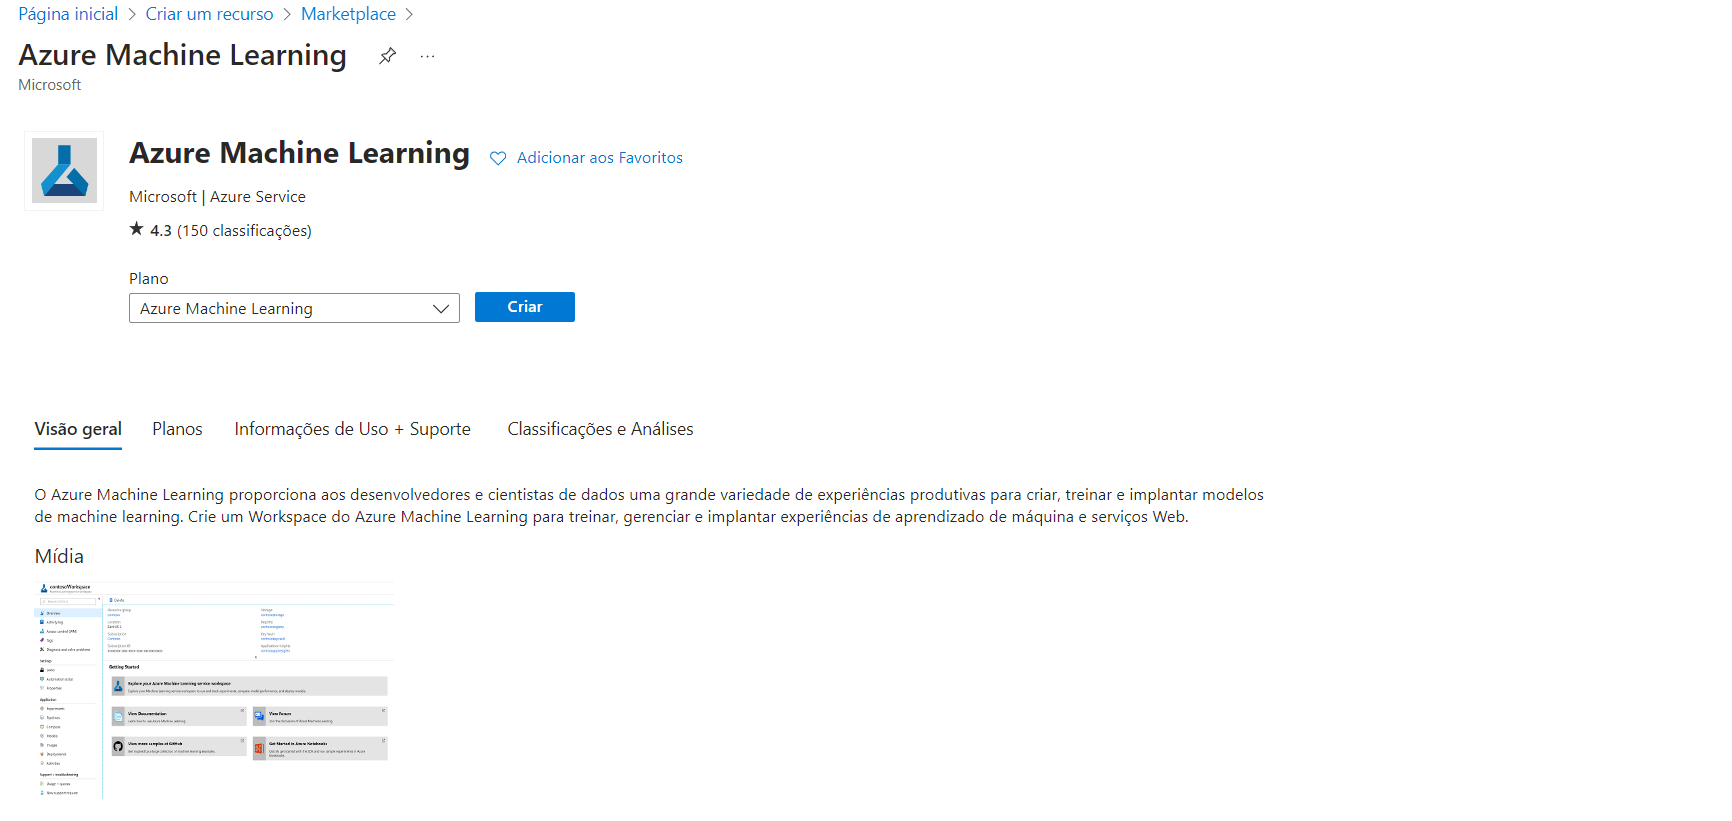 Página inicial > Criar um recurso > Marketplace >
Azure Machine Learning ...
Microsoft
Azure Machine Learning Adicionar aos Favoritos
Microsoft | Azure Service
★ 4.3 (150 classificações)
Plano
Azure Machine Learning Criar
Visão geral Planos Informações de Uso + Suporte Classificações e Análises
O Azure Machine Learning proporciona aos desenvolvedores e cientistas de dados uma grande variedade de experiências produtivas para criar, treinar e implantar modelos
de machine learning. Crie um Workspace do Azure Machine Learning para treinar, gerenciar e implantar experiências de aprendizado de máquina e serviços Web.
Mídia
Overview
Tags
Properties
Getting Started
Explore your Azure Machine Learning service workspace
View Documentation
View Forum
View more samples at GitHub
Get Started in Azure Notebooks